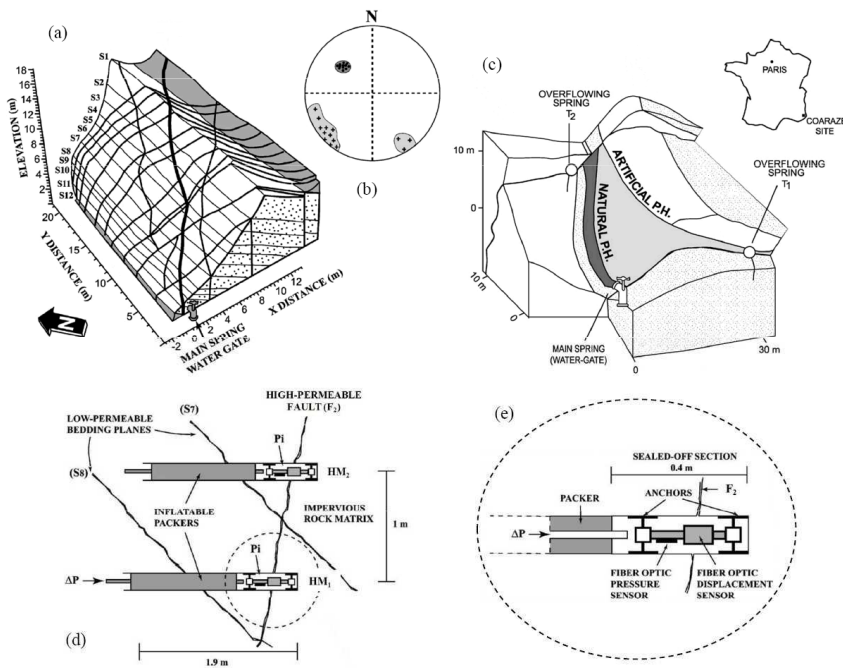 (a)
18
16
14
12
10
8
6
4
2
ELEVATION (m)
S1
S2
S3
S4
S5
S6
S7
S8
S9
S10
S11
S12
20
15
10
5
0
Y DISTANCE (m)
-2
0
2
4
6
8
10
12
X DISTANCE (m)
MAIN SPRING
WATER GATE
N
N
(b)
(c)
PARIS
COARAZE
SITE
OVERFLOWING
SPRING
T2
OVERFLOWING
SPRING
T1
ARTIFICIAL P.H.
NATURAL P.H.
10 m
0
10 m
0
MAIN SPRING
(WATER-GATE)
0
30 m
HIGH-PERMEABLE
FAULT (F2)
LOW-PERMEABLE
BEDDING PLANES
(S7)
(S8)
Pi
HM2
INFLATABLE
PACKERS
IMPERVIOUS
ROCK MATRIX
1 m
Pi
ΔP
HM1
(d)
1.9 m
(e)
SEALED-OFF SECTION
0.4 m
F2
PACKER
ANCHORS
ΔP
FIBER OPTIC
PRESSURE
SENSOR
FIBER OPTIC
DISPLACEMENT
SENSOR